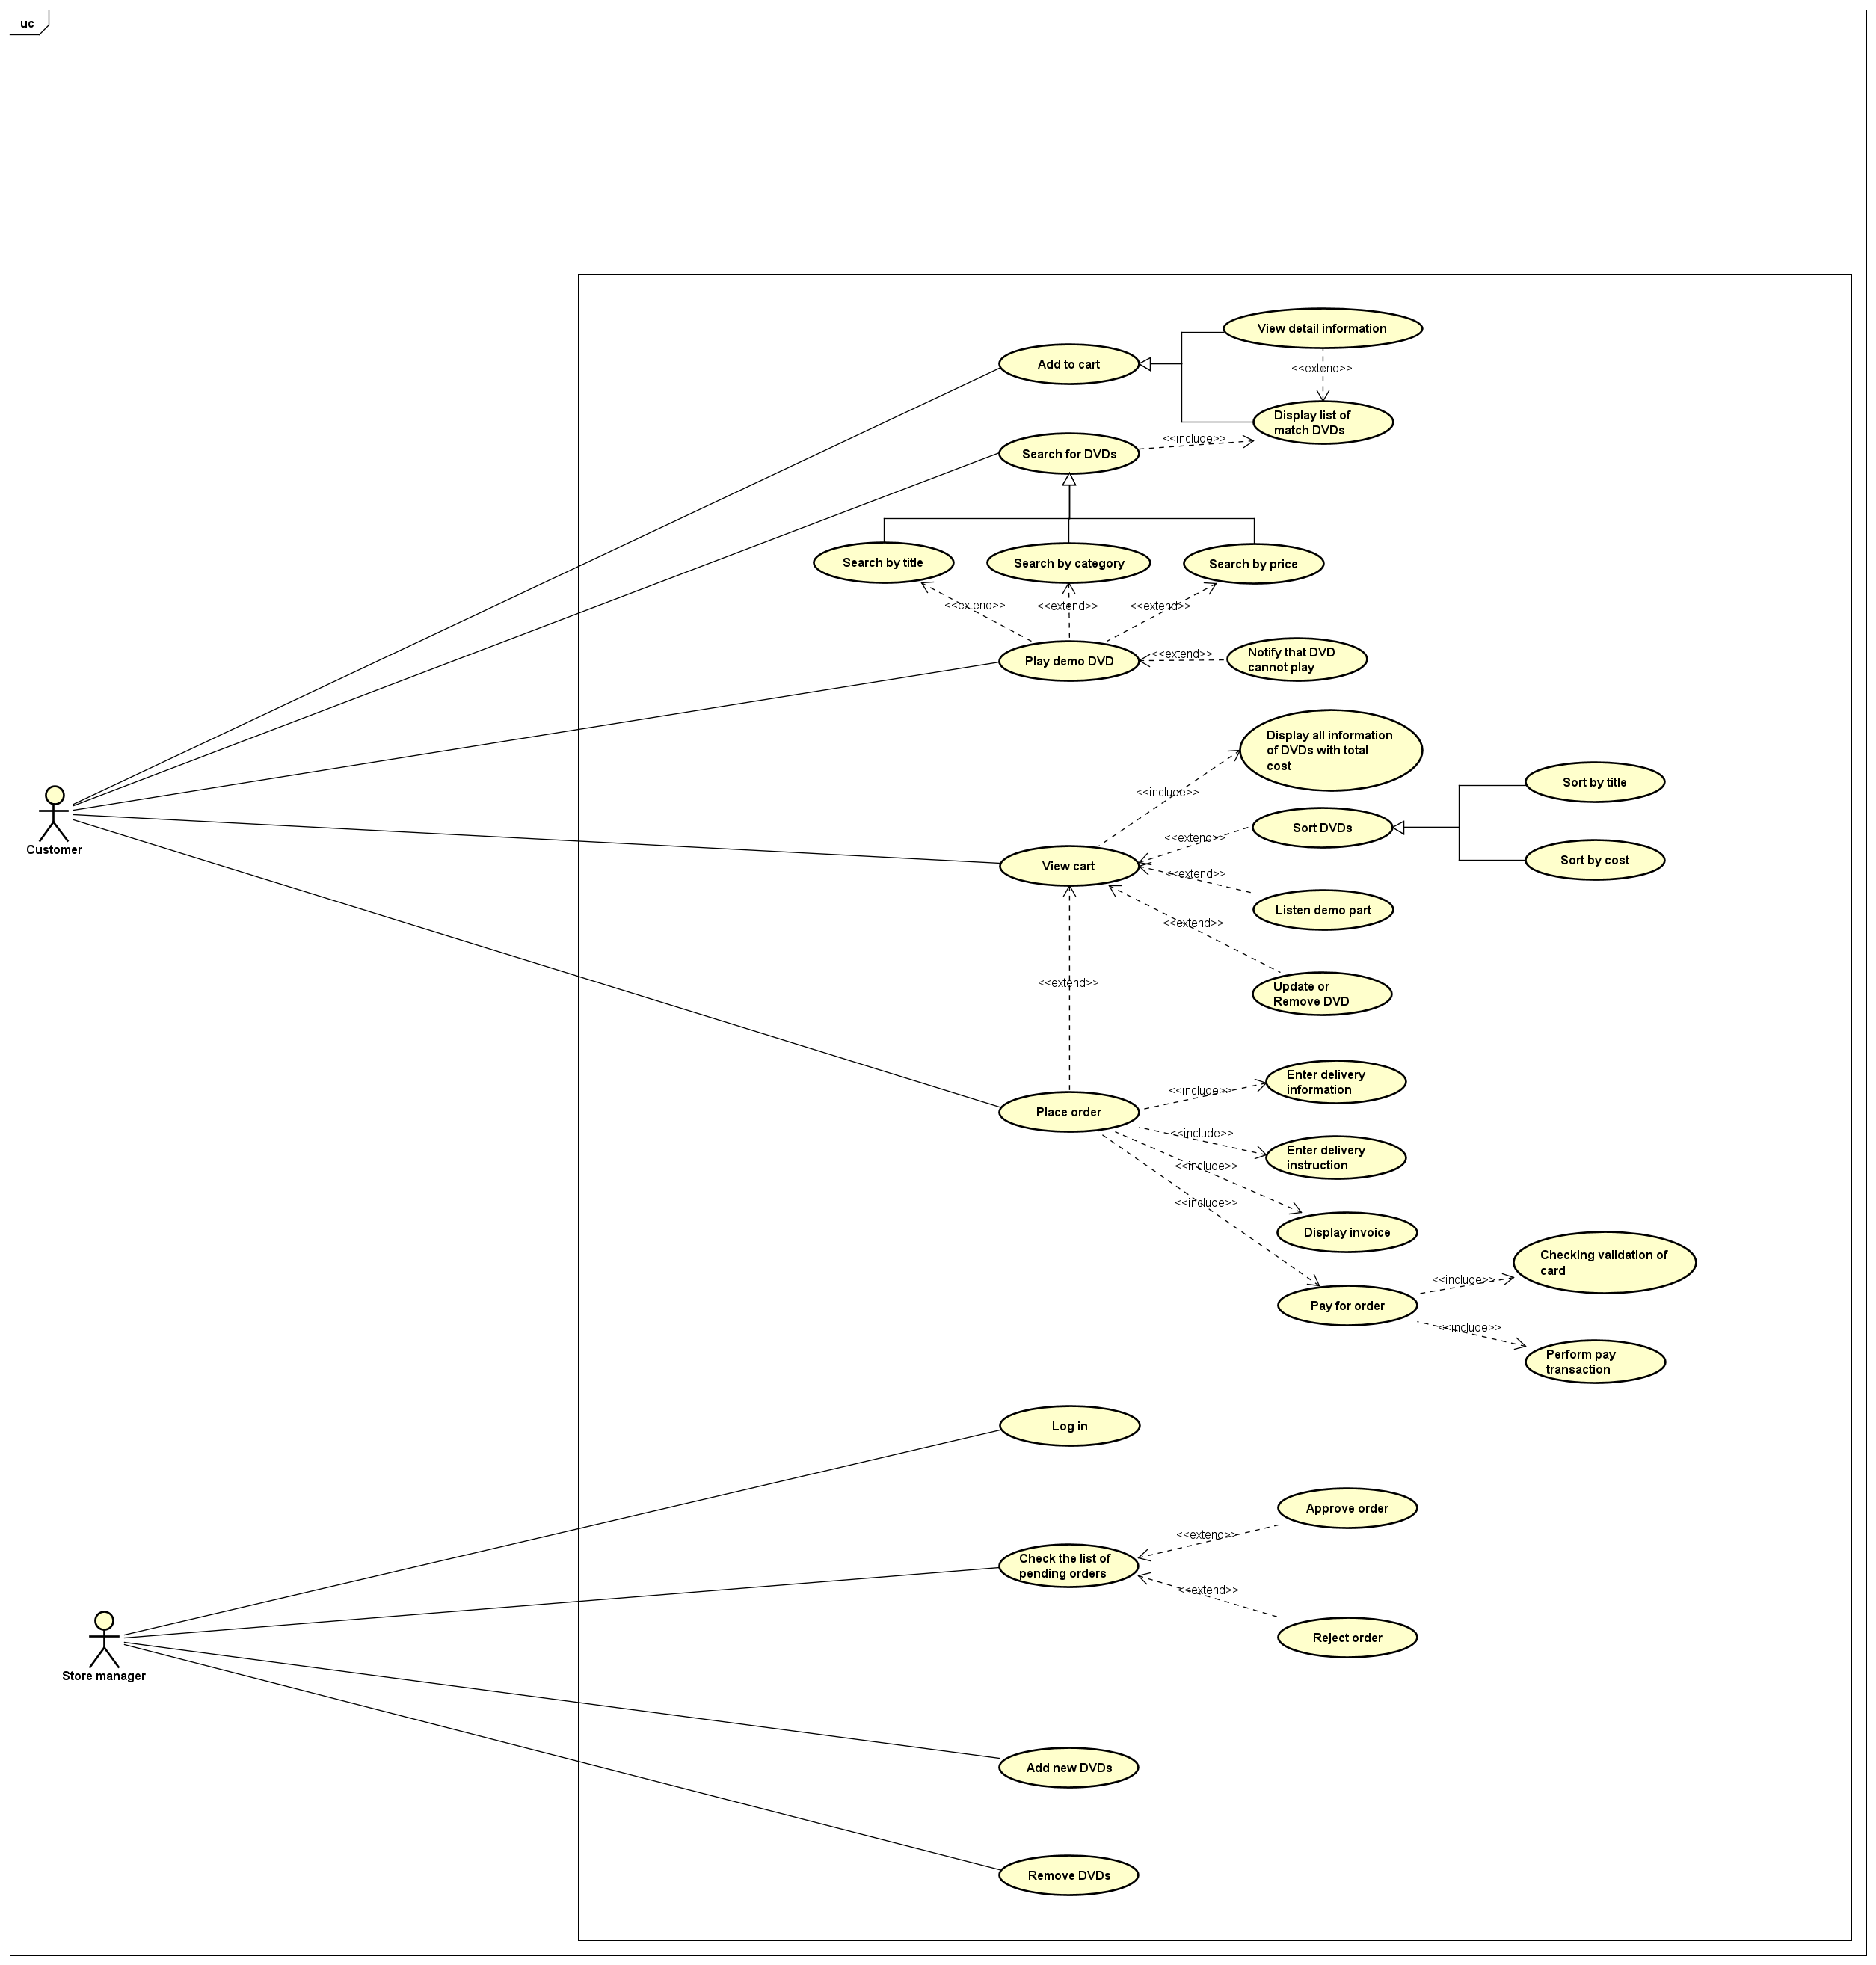 uc
View detail information
Add to cart
<<extend>>
Display list of
match DVDs
<<include>>
Search for DVDs
Search by title
Search by category
Search by price
<<extend>>
<<extend>>
<<extend>>
Play demo DVD
<<extend>>
Notify that DVD
cannot play
Display all information
of DVDs with total
cost
Sort by title
<<include>>
Sort DVDs
<<extend>>
Customer
View cart
Sort by cost
<<extend>>
Listen demo part
<<extend>>
<<extend>>
Update or
Remove DVD
Enter delivery
information
<<include>>
Place order
<<include>>
Enter delivery
instruction
<<include>>
<<include>>
Display invoice
Checking validation of
card
<<include>>
Pay for order
<<include>>
Perform pay
transaction
Log in
Approve order
<<extend>>
Check the list of
pending orders
<<extend>>
Reject order
Store manager
Add new DVDs
Remove DVDs